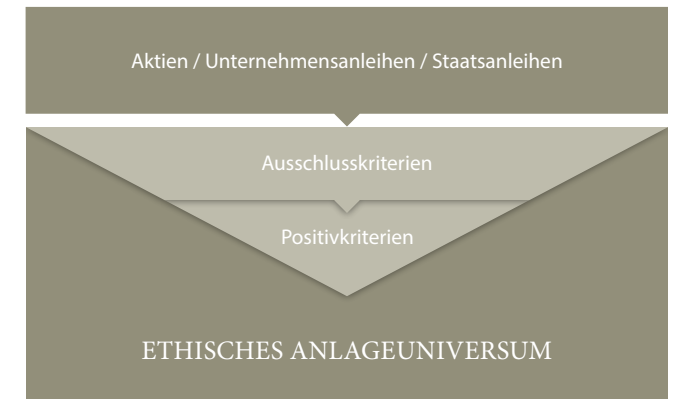 Aktien / Unternehmensanleihen / Staatsanleihen
Ausschlusskriterien
Positivkriterien
ETHISCHES ANLAGEUNIVERSUM